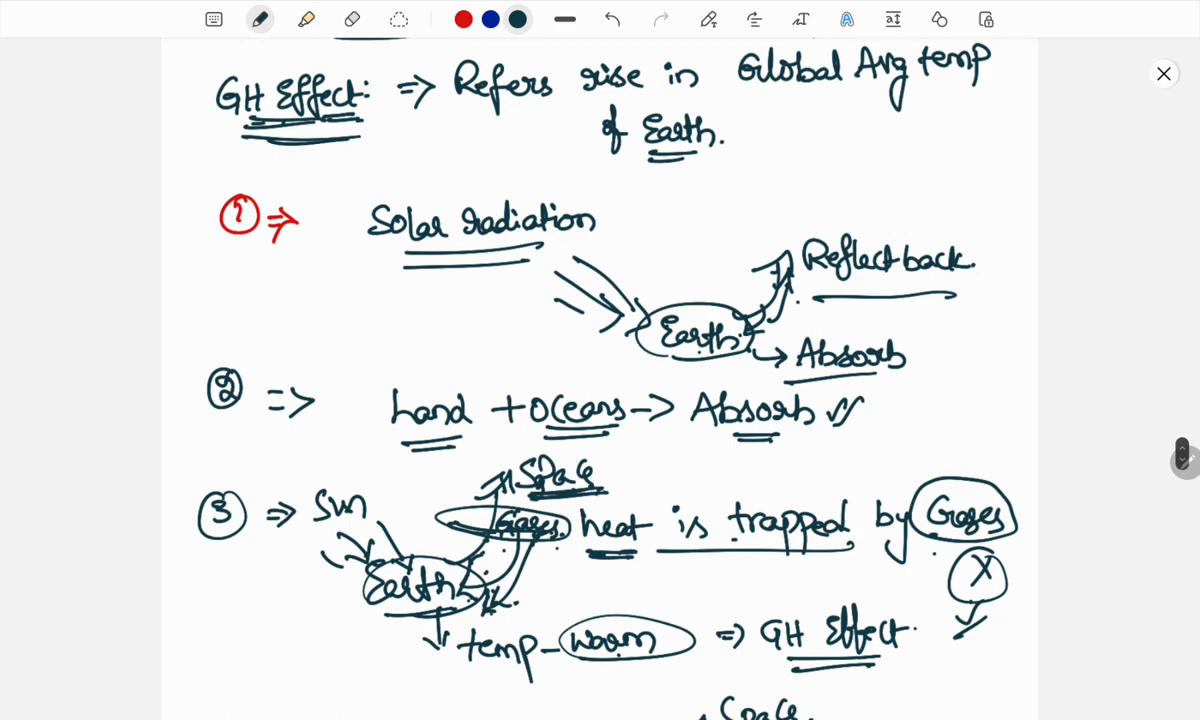 GH Effect: => Refers rise in Global Avg temp
of Earth.
① => Solar radiation
Reflect back.
Earth
→ Absorb
② => Land + Oceans -> Absorb
Space
③ => Sun Gases heat is trapped by Gases
X
Earth
temp - warm => GH Effect.
Space